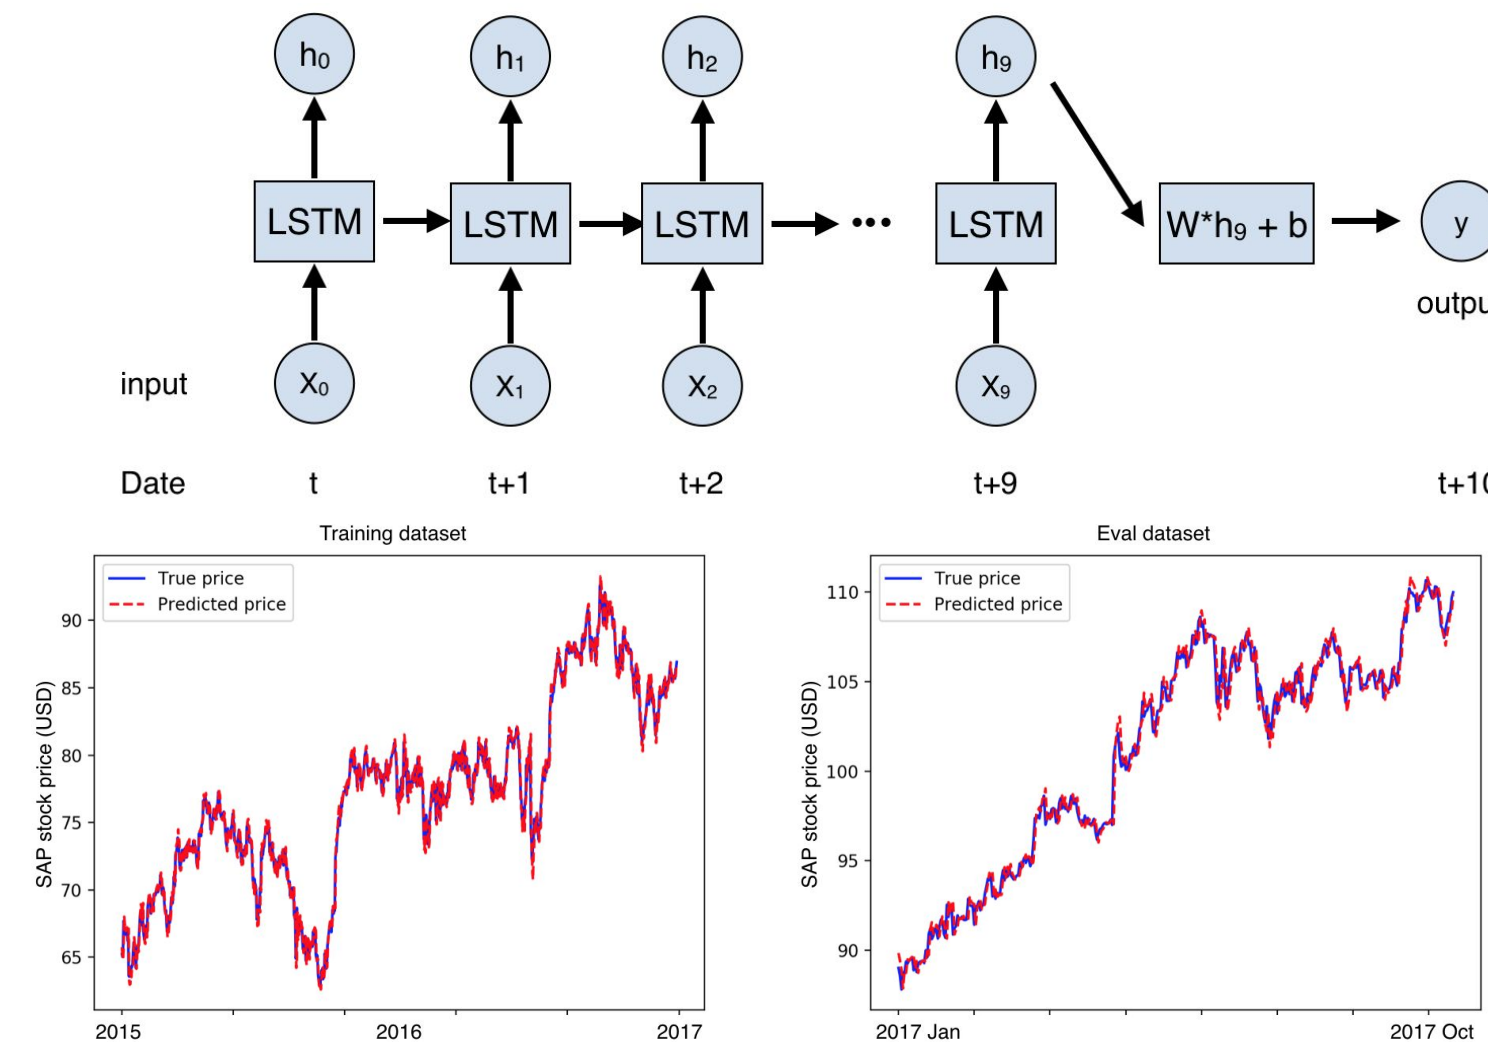 h₀ h₁ h₂ h₉
LSTM LSTM LSTM ••• LSTM W*h₉ + b y
outpu
input X₀ X₁ X₂ X₉
Date t t+1 t+2 t+9 t+10
Training dataset
True price
Predicted price
90
85
80
75
70
65
SAP stock price (USD)
2015 2016 2017
Eval dataset
True price
Predicted price
110
105
100
95
90
SAP stock price (USD)
2017 Jan 2017 Oct